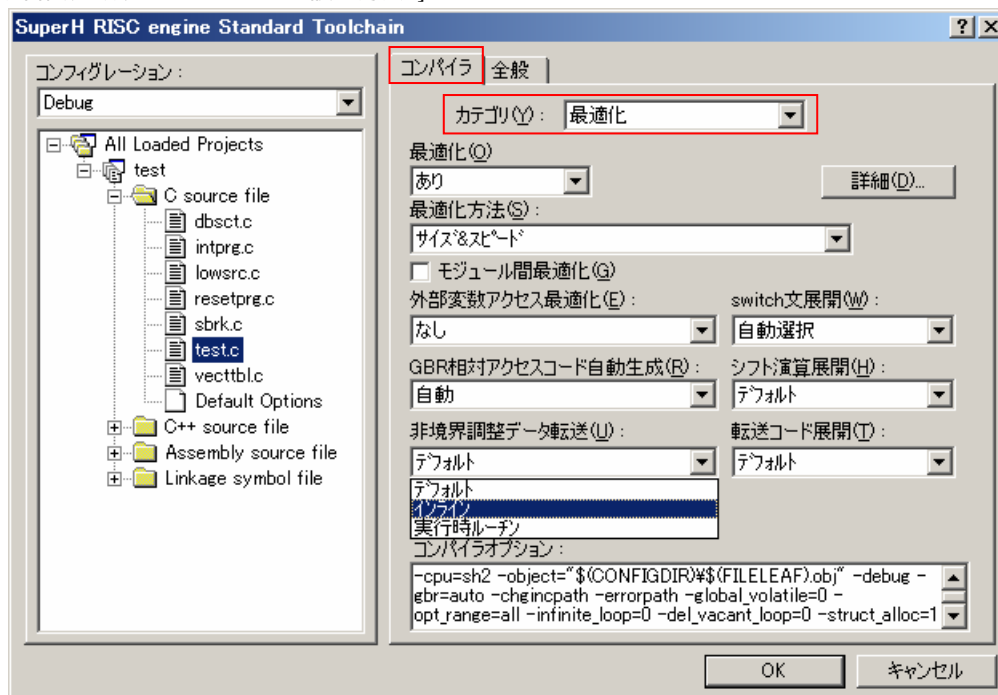 SuperH RISC engine Standard Toolchain
コンフィグレーション :
Debug
All Loaded Projects
test
C source file
dbsct.c
intprg.c
lowsrc.c
resetprg.c
sbrk.c
test.c
vecttbl.c
Default Options
C++ source file
Assembly source file
Linkage symbol file
コンパイラ
全般
カテゴリ(Y) : 最適化
最適化(O)
あり
詳細(D)...
最適化方法(S) :
サイズ&スピード
モジュール間最適化(G)
外部変数アクセス最適化(E) :
なし
switch文展開(W) :
自動選択
GBR相対アクセスコード自動生成(R) :
自動
シフト演算展開(H) :
デフォルト
非境界調整データ転送(U) :
デフォルト
デフォルト
インライン
実行時ルーチン
転送コード展開(T) :
デフォルト
コンパイラオプション :
-cpu=sh2 -object="$(CONFIGDIR)¥$(FILELEAF).obj" -debug -
gbr=auto -chgincpath -errorpath -global_volatile=0 -
opt_range=all -infinite_loop=0 -del_vacant_loop=0 -struct_alloc=1
OK
キャンセル